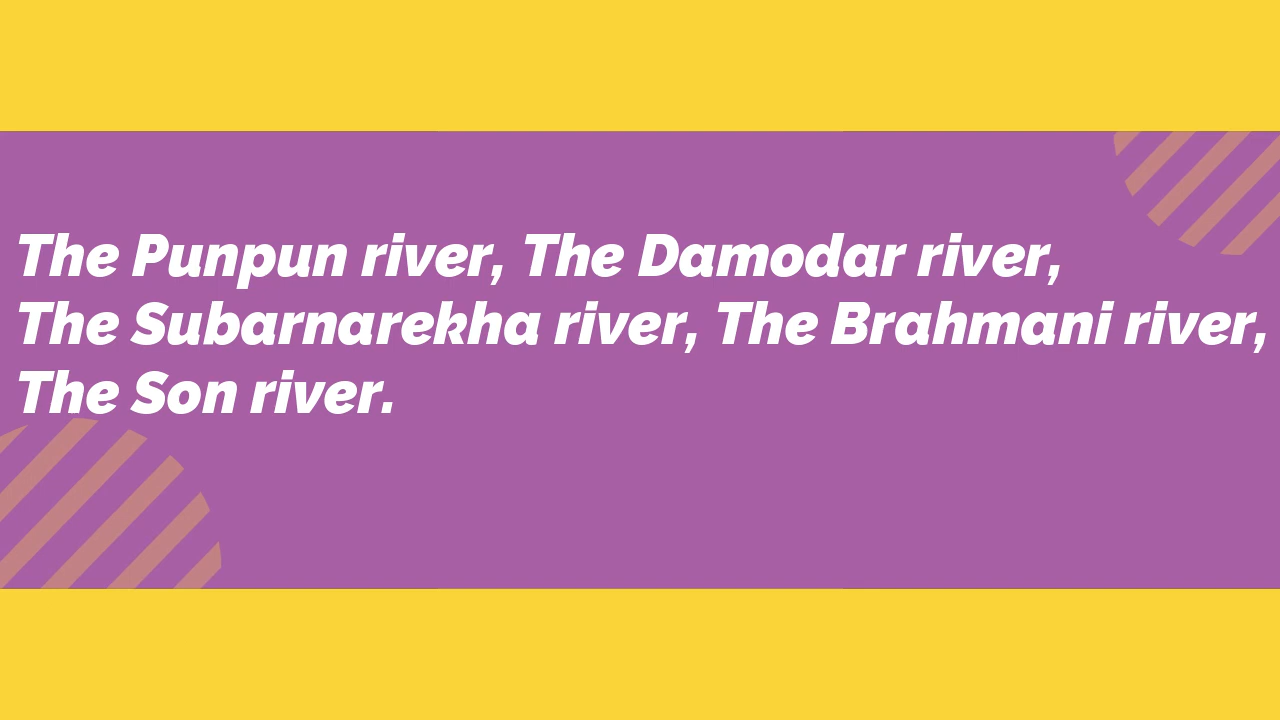 The Punpun river, The Damodar river,
The Subarnarekha river, The Brahmani river,
The Son river.